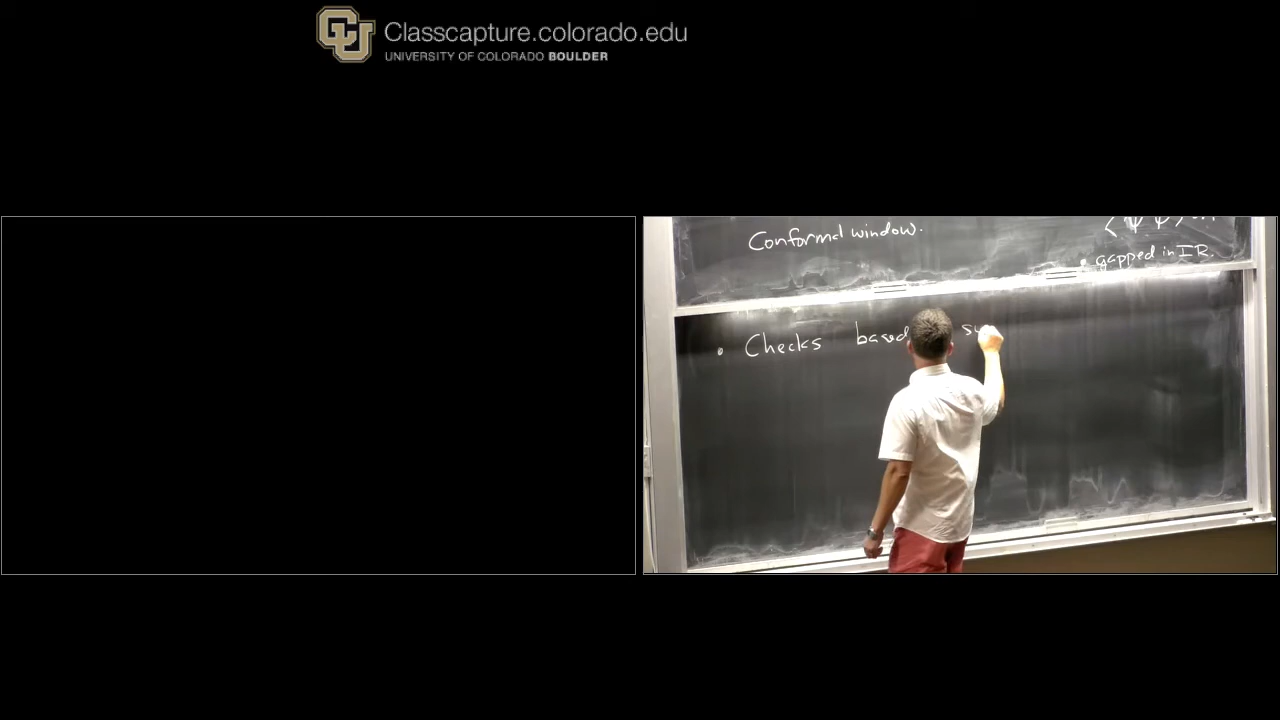 Classcapture.colorado.edu
UNIVERSITY OF COLORADO BOULDER
Conformal window.
• gapped in IR.
• Checks based